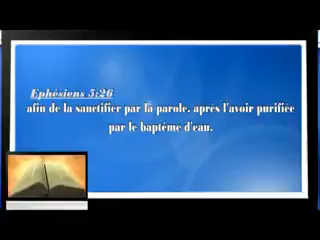 Ephésiens 5:26
afin de la sanctifier par la parole, après l'avoir purifiée
par le baptême d'eau,